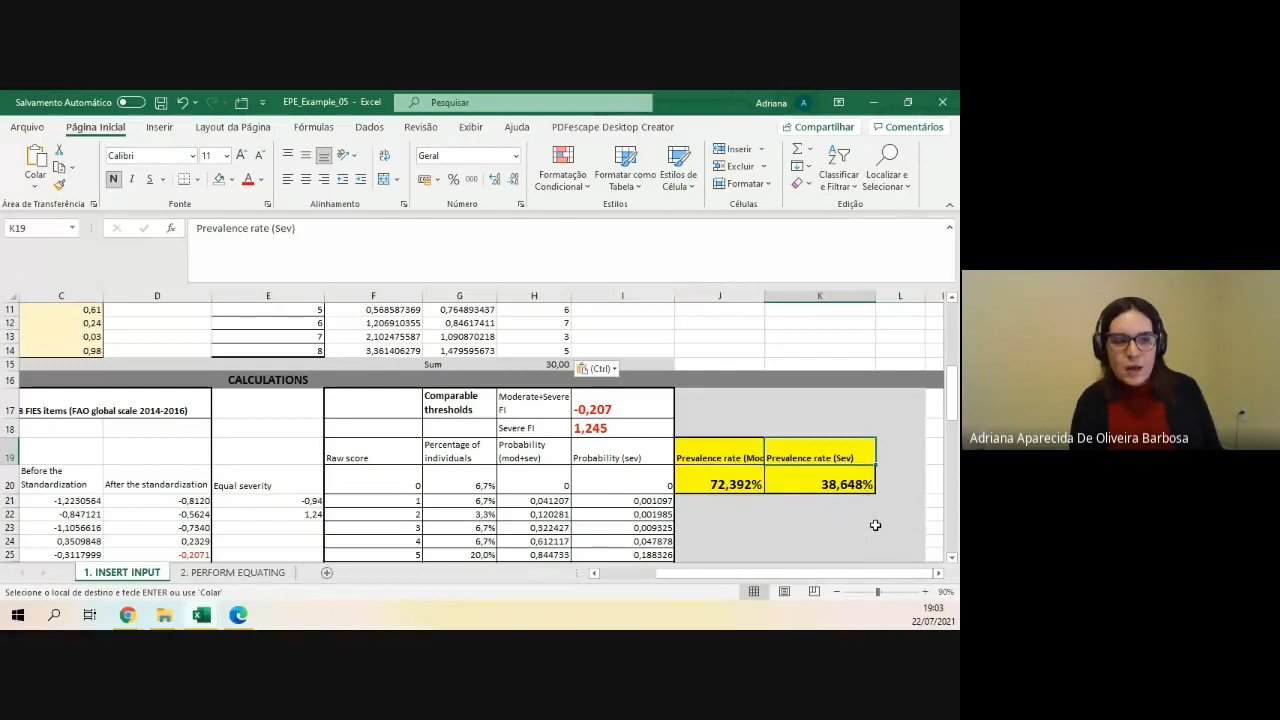 Salvamento Automático
EPE_Example_05 - Excel
Pesquisar
Adriana
A
Arquivo Página Inicial Inserir Layout da Página Fórmulas Dados Revisão Exibir Ajuda PDFescape Desktop Creator Compartilhar Comentários
Colar
Calibri 11
N I S
Geral
Formatação Condicional
Formatar como Tabela
Estilos de Célula
Inserir
Excluir
Formatar
Classificar e Filtrar
Localizar e Selecionar
Área de Transferência Fonte Alinhamento Número Estilos Células Edição
K19 fx Prevalence rate (Sev)
C D E F G H I J K L
11 0,61 5 0,568587369 0,764893437 6
12 0,24 6 1,206910355 0,84617411 7
13 0,03 7 2,102475587 1,090870218 3
14 0,98 8 3,361406279 1,479595673 5
15 Sum 30,00 (Ctrl)
16 CALCULATIONS
17 8 FIES items (FAO global scale 2014-2016) Comparable thresholds Moderate+Severe FI -0,207
18 Severe FI 1,245
19 Raw score Percentage of individuals Probability (mod+sev) Probability (sev) Prevalence rate (Mod Prevalence rate (Sev)
20 Before the Standardization After the standardization Equal severity 0 6,7% 0 0 72,392% 38,648%
21 -1,2230564 -0,8120 -0,94 1 6,7% 0,041207 0,001097
22 -0,847121 -0,5624 1,24 2 3,3% 0,120281 0,001985
23 -1,1056616 -0,7340 3 6,7% 0,322427 0,009325
24 0,3509848 0,2329 4 6,7% 0,612117 0,047878
25 -0,3117999 -0,2071 5 20,0% 0,844733 0,188326
1. INSERT INPUT 2. PERFORM EQUATING
Selecione o local de destino e tecle ENTER ou use 'Colar'
90%
19:03
22/07/2021
Adriana Aparecida De Oliveira Barbosa